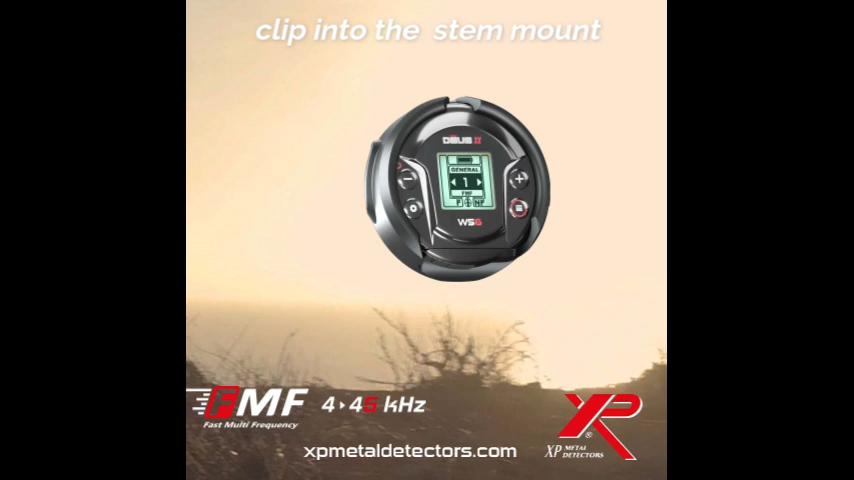 clip into the stem mount
DEUS II
GENERAL
1
FMF
WS6
FMF 4 ▸ 45 kHz
Fast Multi Frequency
XP
®
XP METAL DETECTORS
xpmetaldetectors.com